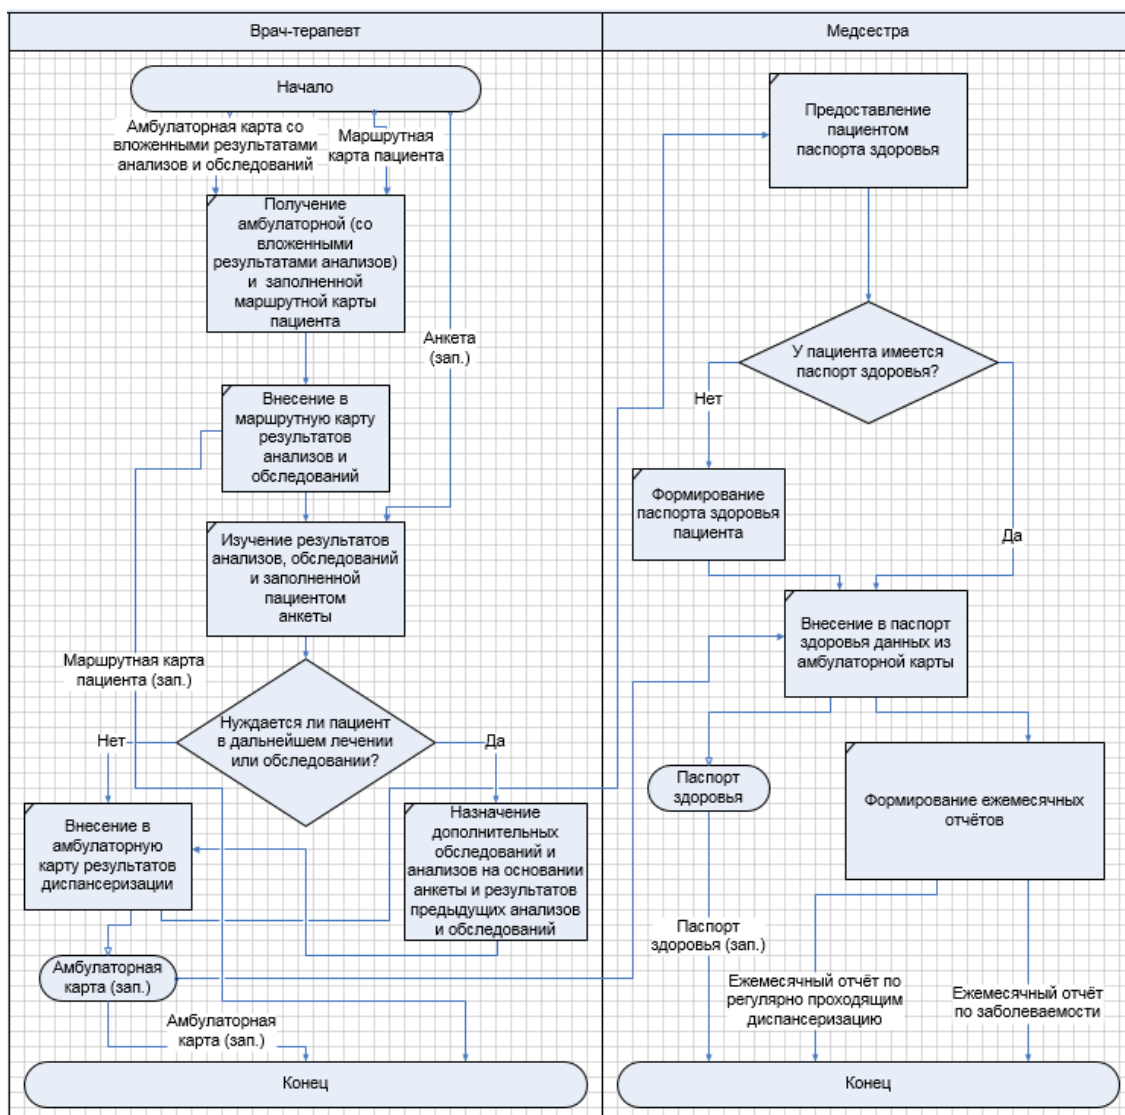 Врач-терапевт
Медсестра
Начало
Амбулаторная карта со
вложенными результатами
анализов и обследований
Маршрутная
карта пациента
Получение
амбулаторной (со
вложенными
результатами анализов)
и заполненной
маршрутной карты
пациента
Анкета
(зап.)
Внесение в
маршрутную карту
результатов
анализов и
обследований
Изучение результатов
анализов, обследований
и заполненной
пациентом
анкеты
Маршрутная карта
пациента (зап.)
Нуждается ли пациент
в дальнейшем лечении
или обследовании?
Нет
Да
Внесение в
амбулаторную
карту результатов
диспансеризации
Назначение
дополнительных
обследований и
анализов на основании
анкеты и результатов
предыдущих анализов
и обследований
Амбулаторная
карта (зап.)
Амбулаторная
карта (зап.)
Конец
Предоставление
пациентом
паспорта здоровья
У пациента имеется
паспорт здоровья?
Нет
Да
Формирование
паспорта здоровья
пациента
Внесение в паспорт
здоровья данных из
амбулаторной карты
Паспорт
здоровья
Формирование ежемесячных
отчётов
Паспорт
здоровья (зап.)
Ежемесячный отчёт по
регулярно проходящим
диспансеризацию
Ежемесячный отчёт
по заболеваемости
Конец